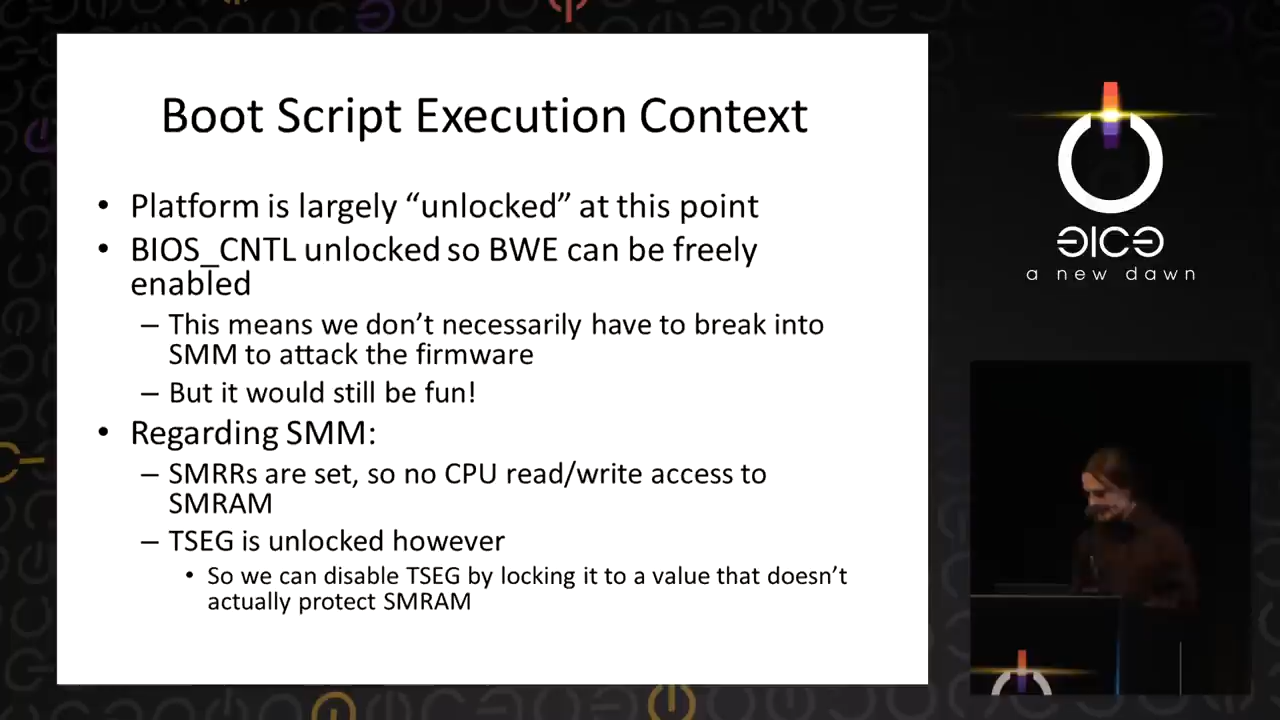 Boot Script Execution Context
• Platform is largely “unlocked” at this point
• BIOS_CNTL unlocked so BWE can be freely
enabled
– This means we don’t necessarily have to break into
SMM to attack the firmware
– But it would still be fun!
• Regarding SMM:
– SMRRs are set, so no CPU read/write access to
SMRAM
– TSEG is unlocked however
• So we can disable TSEG by locking it to a value that doesn’t
actually protect SMRAM
31C3
a new dawn